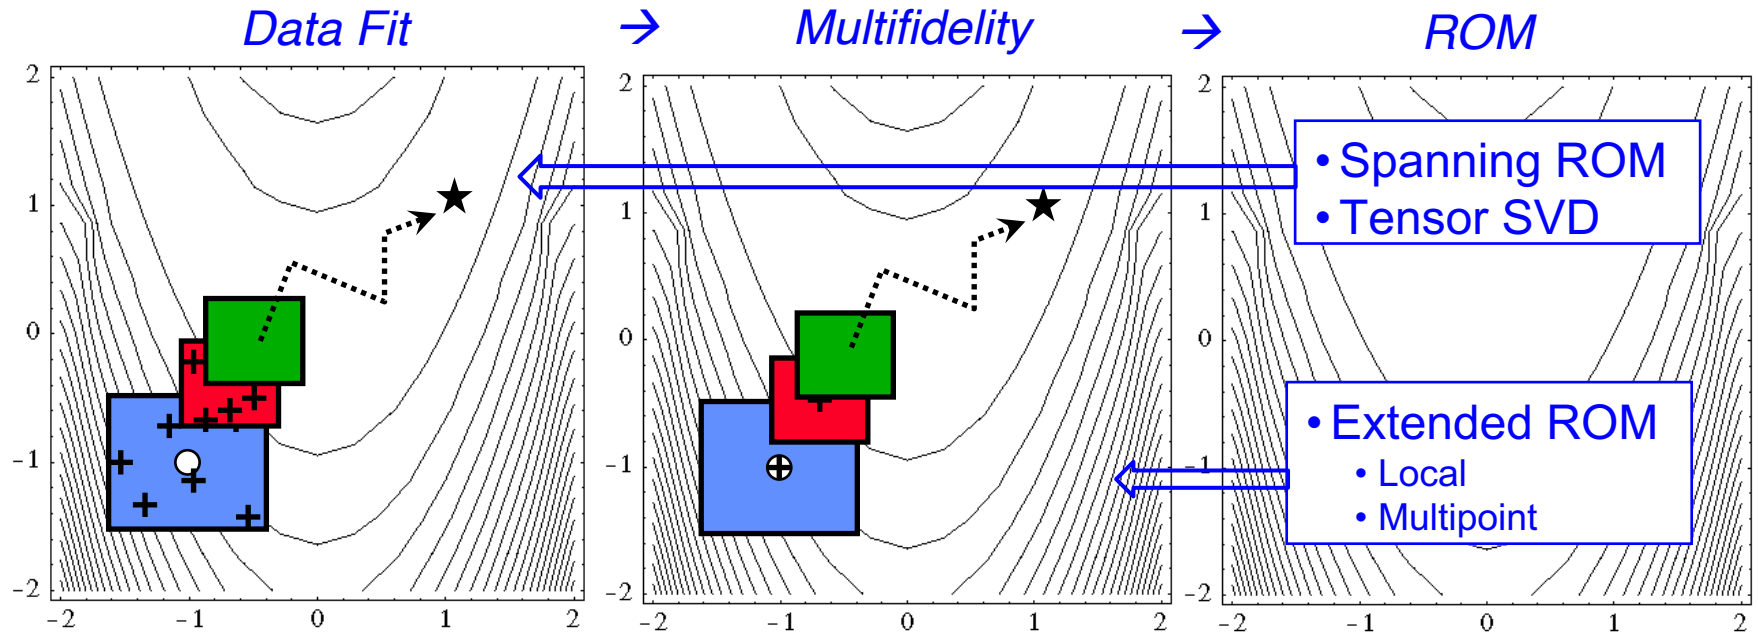 Data Fit → Multifidelity → ROM
2 2 2
1 1 1
0 0 0
-1 -1 -1
-2 -2 -2
-2 -1 0 1 2 -2 -1 0 1 2 -2 -1 0 1 2
• Spanning ROM
• Tensor SVD
• Extended ROM
• Local
• Multipoint